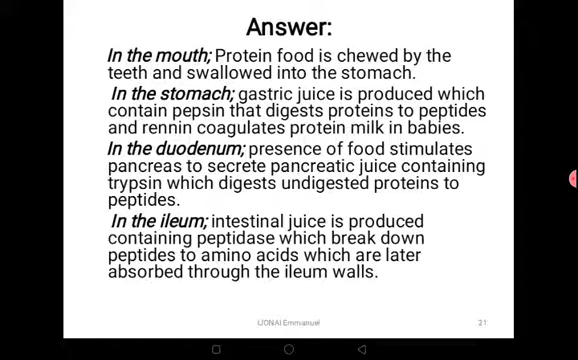 Answer:
In the mouth; Protein food is chewed by the
teeth and swallowed into the stomach.
In the stomach; gastric juice is produced which
contain pepsin that digests proteins to peptides
and rennin coagulates protein milk in babies.
In the duodenum; presence of food stimulates
pancreas to secrete pancreatic juice containing
trypsin which digests undigested proteins to
peptides.
In the ileum; intestinal juice is produced
containing peptidase which break down
peptides to amino acids which are later
absorbed through the ileum walls.
Emmanuel
21